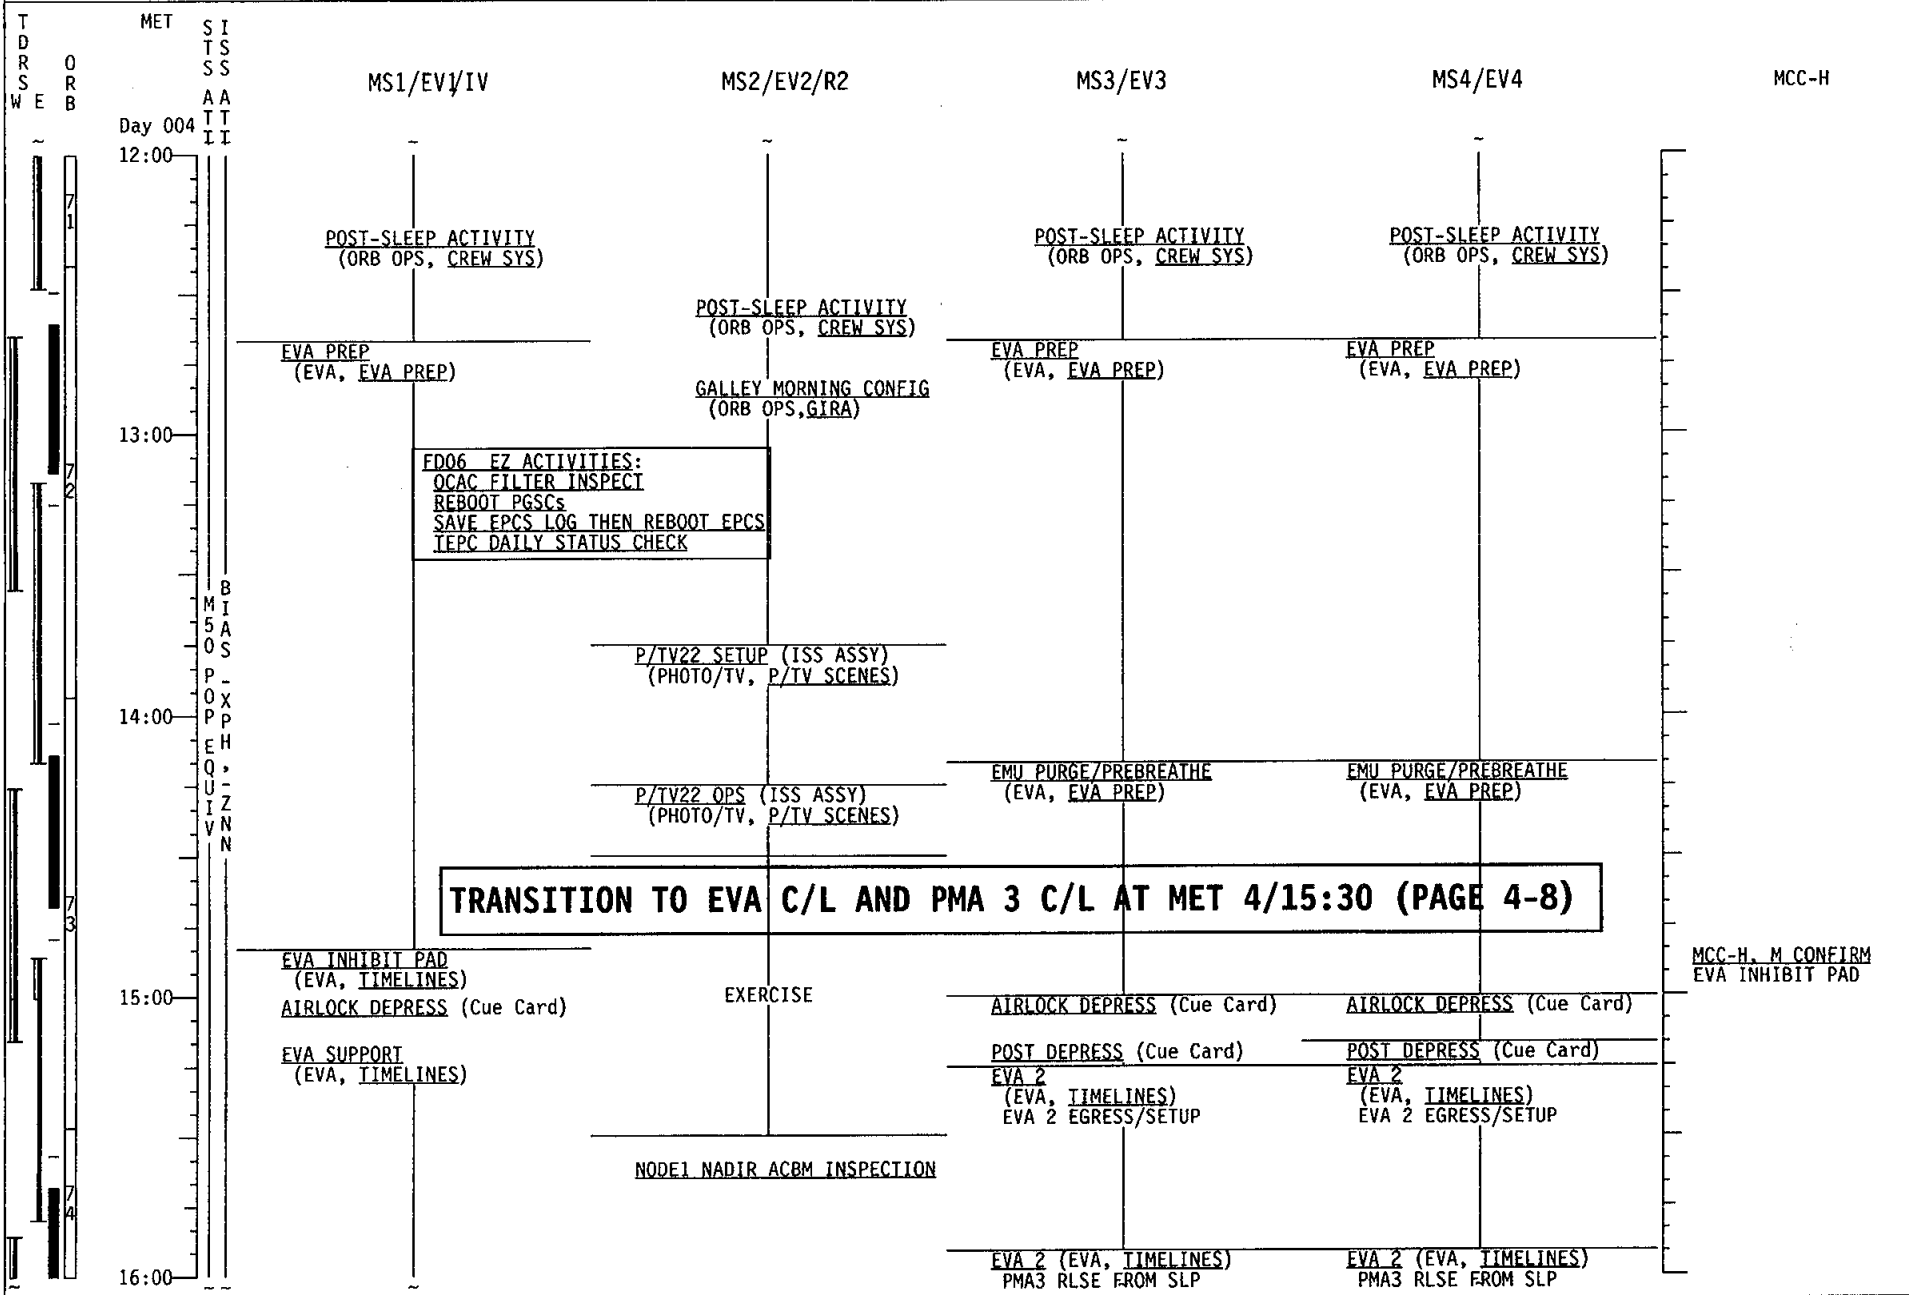 TDRS
W E
ORB
MET
STS ATT
ISS ATT
MS1/EV1/IV
MS2/EV2/R2
MS3/EV3
MS4/EV4
MCC-H
Day 004
12:00
71
POST-SLEEP ACTIVITY
(ORB OPS, CREW SYS)
POST-SLEEP ACTIVITY
(ORB OPS, CREW SYS)
POST-SLEEP ACTIVITY
(ORB OPS, CREW SYS)
POST-SLEEP ACTIVITY
(ORB OPS, CREW SYS)
EVA PREP
(EVA, EVA PREP)
EVA PREP
(EVA, EVA PREP)
EVA PREP
(EVA, EVA PREP)
GALLEY MORNING CONFIG
(ORB OPS,GIRA)
13:00
72
FD06 EZ ACTIVITIES:
OCAC FILTER INSPECT
REBOOT PGSCs
SAVE EPCS LOG THEN REBOOT EPCS
TEPC DAILY STATUS CHECK
M50 POP EQUIV
BIAS -XPH,-ZNN
P/TV22 SETUP (ISS ASSY)
(PHOTO/TV, P/TV SCENES)
14:00
EMU PURGE/PREBREATHE
(EVA, EVA PREP)
EMU PURGE/PREBREATHE
(EVA, EVA PREP)
P/TV22 OPS (ISS ASSY)
(PHOTO/TV, P/TV SCENES)
TRANSITION TO EVA C/L AND PMA 3 C/L AT MET 4/15:30 (PAGE 4-8)
73
EVA INHIBIT PAD
(EVA, TIMELINES)
MCC-H, M CONFIRM
EVA INHIBIT PAD
15:00
AIRLOCK DEPRESS (Cue Card)
EXERCISE
AIRLOCK DEPRESS (Cue Card)
AIRLOCK DEPRESS (Cue Card)
EVA SUPPORT
(EVA, TIMELINES)
POST DEPRESS (Cue Card)
POST DEPRESS (Cue Card)
EVA 2
(EVA, TIMELINES)
EVA 2 EGRESS/SETUP
EVA 2
(EVA, TIMELINES)
EVA 2 EGRESS/SETUP
NODE1 NADIR ACBM INSPECTION
74
16:00
EVA 2 (EVA, TIMELINES)
PMA3 RLSE FROM SLP
EVA 2 (EVA, TIMELINES)
PMA3 RLSE FROM SLP